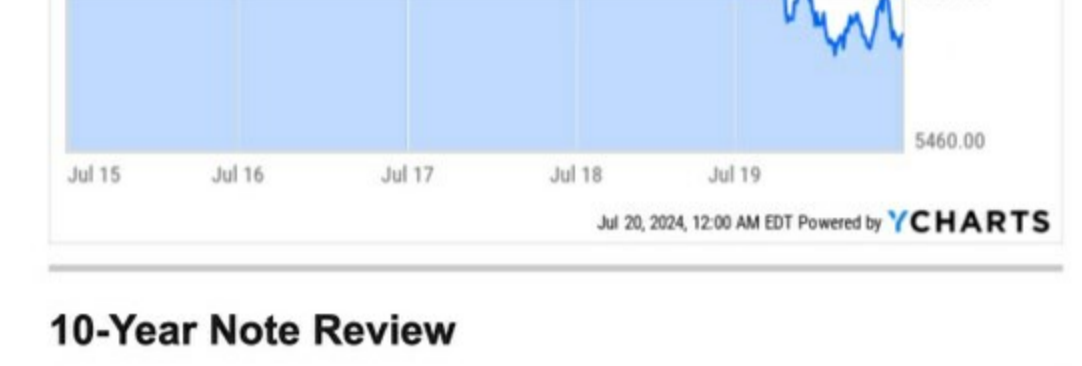 5460.00
Jul 15 Jul 16 Jul 17 Jul 18 Jul 19
Jul 20, 2024, 12:00 AM EDT Powered by YCHARTS
10-Year Note Review